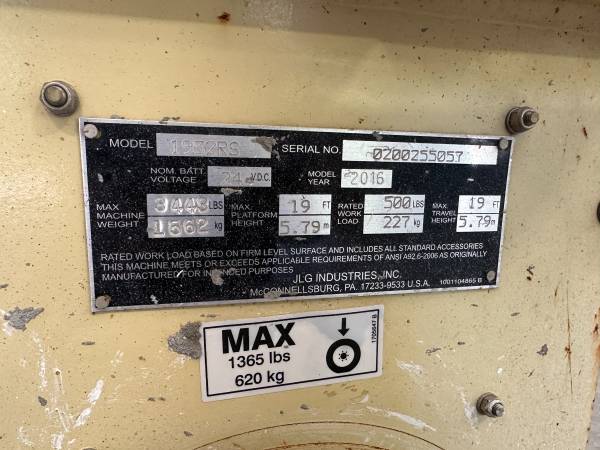 MODEL 1932RS SERIAL NO. 0200255057
NOM. BATT. VOLTAGE 24 V.D.C. MODEL YEAR 2016
MAX MACHINE WEIGHT 3443 LBS 1562 kg MAX. PLATFORM HEIGHT 19 FT 5.79 m RATED WORK LOAD 500 LBS 227 kg MAX TRAVEL HEIGHT 19 FT 5.79 m
RATED WORK LOAD BASED ON FIRM LEVEL SURFACE AND INCLUDES ALL STANDARD ACCESSORIES
THIS MACHINE MEETS OR EXCEEDS APPLICABLE REQUIREMENTS OF ANSI A92.6-2006 AS ORIGINALLY
MANUFACTURED FOR INTENDED PURPOSES
JLG INDUSTRIES, INC.
McCONNELLSBURG, PA. 17233-9533 U.S.A. 1001104865 B
MAX
1365 lbs
620 kg
1705547 B